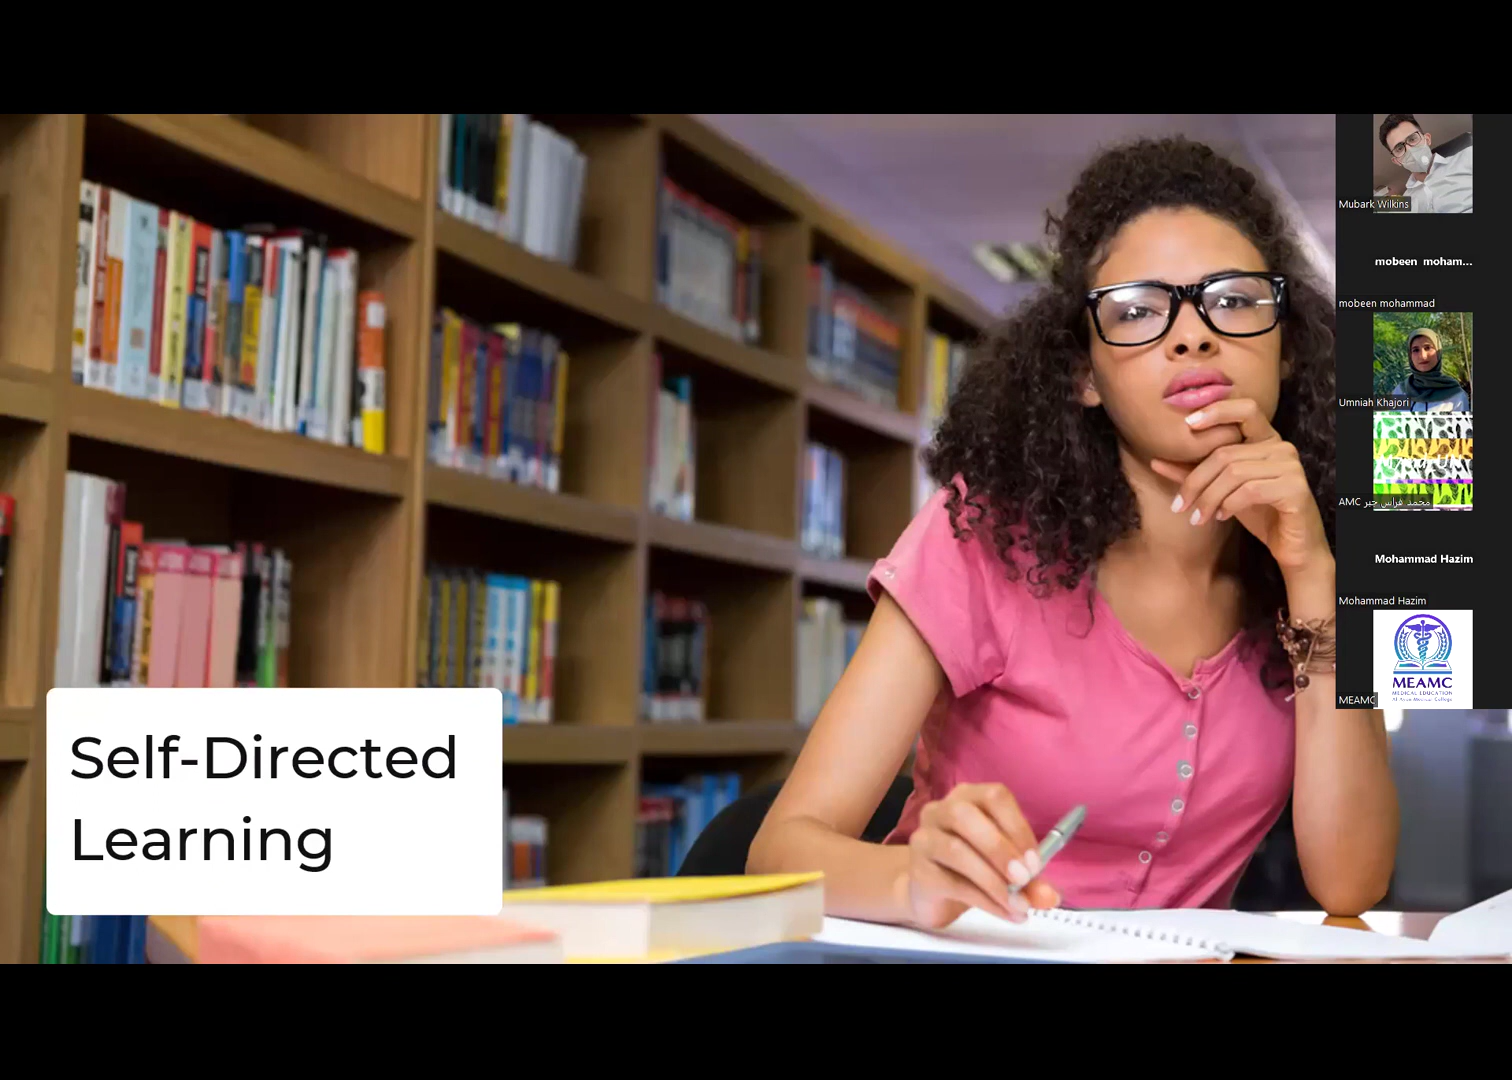 Self-Directed
Learning
Mubark Wilkins
mobeen moham...
mobeen mohammad
Umniah Khajori
AMC محمد فراس جبر
Mohammad Hazim
Mohammad Hazim
MEAMC
MEDICAL EDUCATION
MEAMC